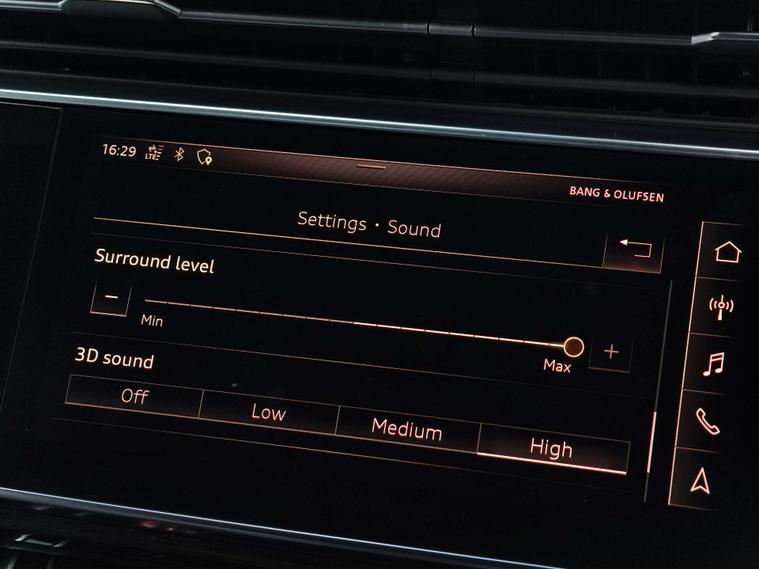 16:29 LTE
BANG & OLUFSEN
Settings • Sound
Surround level
Min
Max
3D sound
Off Low Medium High